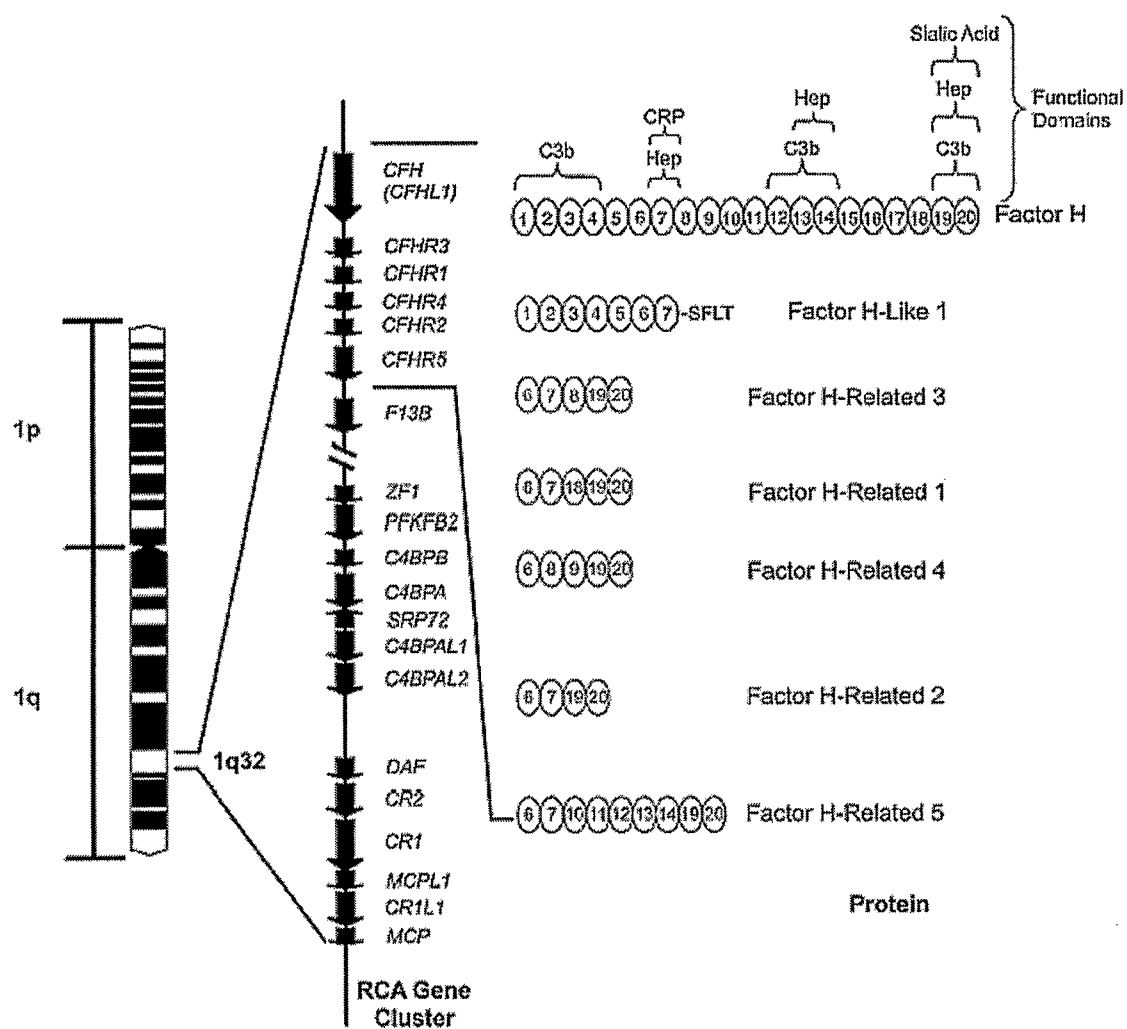 Sialic Acid
Hep
C3b
Functional
Domains
Hep
C3b
CRP
Hep
C3b
1 2 3 4 5 6 7 8 9 10 11 12 13 14 15 16 17 18 19 20 Factor H
1 2 3 4 5 6 7 -SFLT Factor H-Like 1
6 7 8 19 20 Factor H-Related 3
6 7 18 19 20 Factor H-Related 1
6 8 9 19 20 Factor H-Related 4
6 7 19 20 Factor H-Related 2
6 7 10 11 12 13 14 19 20 Factor H-Related 5
Protein
CFH
(CFHL1)
CFHR3
CFHR1
CFHR4
CFHR2
CFHR5
F13B
ZF1
PFKFB2
C4BPB
C4BPA
SRP72
C4BPAL1
C4BPAL2
DAF
CR2
CR1
MCPL1
CR1L1
MCP
RCA Gene
Cluster
1p
1q
1q32